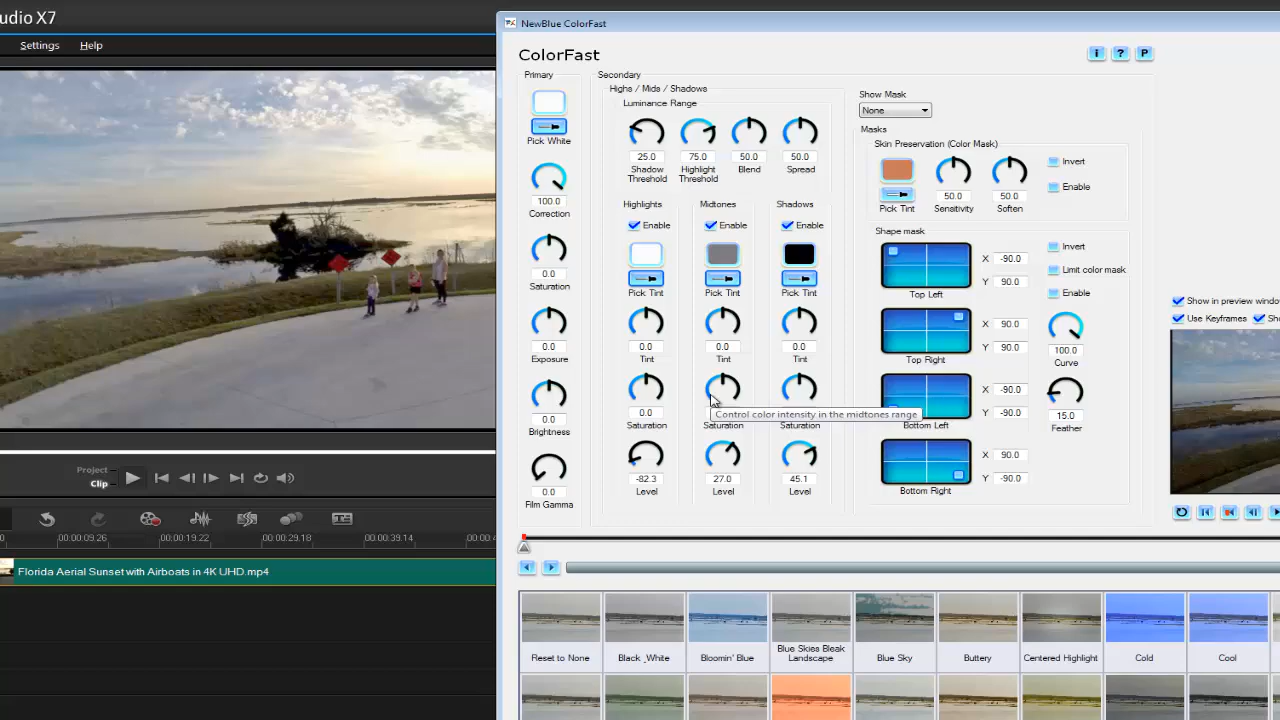 udio X7
Settings
Help
NewBlue ColorFast
ColorFast
i
?
P
Primary
Pick White
100.0
Correction
0.0
Saturation
0.0
Exposure
0.0
Brightness
0.0
Film Gamma
Secondary
Highs / Mids / Shadows
Luminance Range
25.0
Shadow
Threshold
75.0
Highlight
Threshold
50.0
Blend
50.0
Spread
Highlights
Enable
Pick Tint
0.0
Tint
0.0
Saturation
-82.3
Level
Midtones
Enable
Pick Tint
0.0
Tint
Control color intensity in the midtones range
Saturation
27.0
Level
Shadows
Enable
Pick Tint
0.0
Tint
Saturation
45.1
Level
Show Mask
None
Masks
Skin Preservation (Color Mask)
Pick Tint
50.0
Sensitivity
50.0
Soften
Invert
Enable
Shape mask
Top Left
X -90.0
Y 90.0
Top Right
X 90.0
Y 90.0
Bottom Left
X -90.0
Y -90.0
Bottom Right
X 90.0
Y -90.0
Invert
Limit color mask
Enable
100.0
Curve
15.0
Feather
Show in preview windo
Use Keyframes
Sho
Project
Clip
00:00:09.26
00:00:19.22
00:00:29.18
00:00:39.14
Florida Aerial Sunset with Airboats in 4K UHD.mp4
Reset to None
Black _White
Bloomin' Blue
Blue Skies Bleak
Landscape
Blue Sky
Buttery
Centered Highlight
Cold
Cool